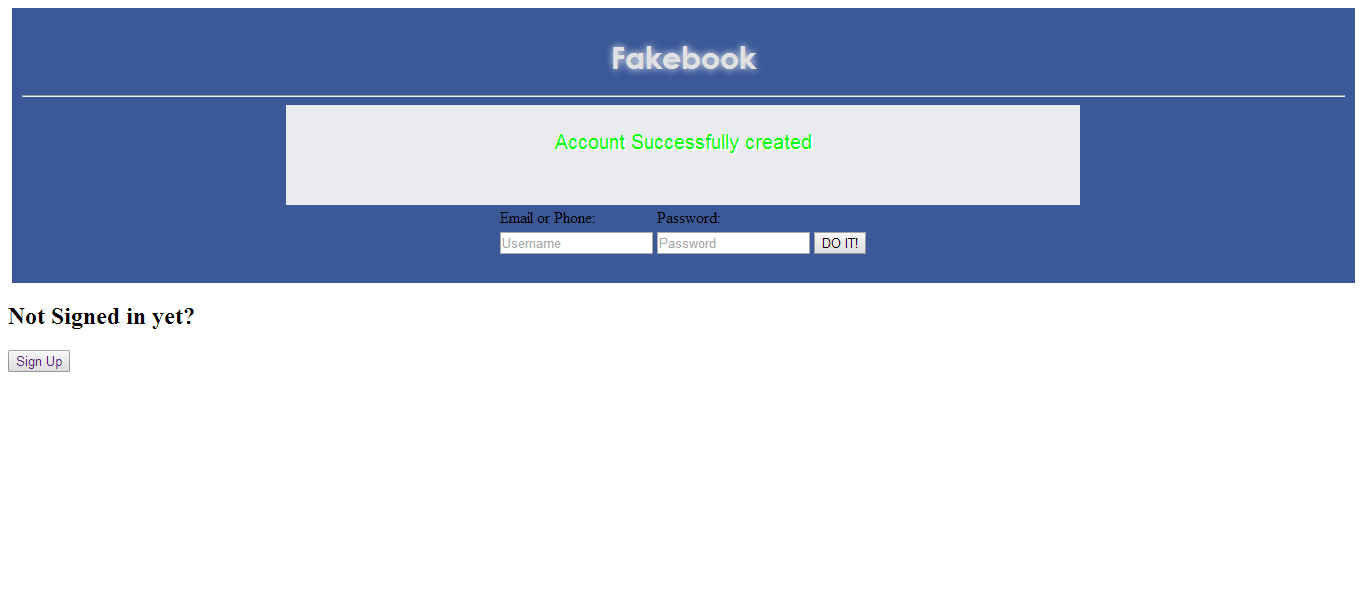 Fakebook
Account Successfully created
Email or Phone: Password:
Username Password DO IT!
Not Signed in yet?
Sign Up